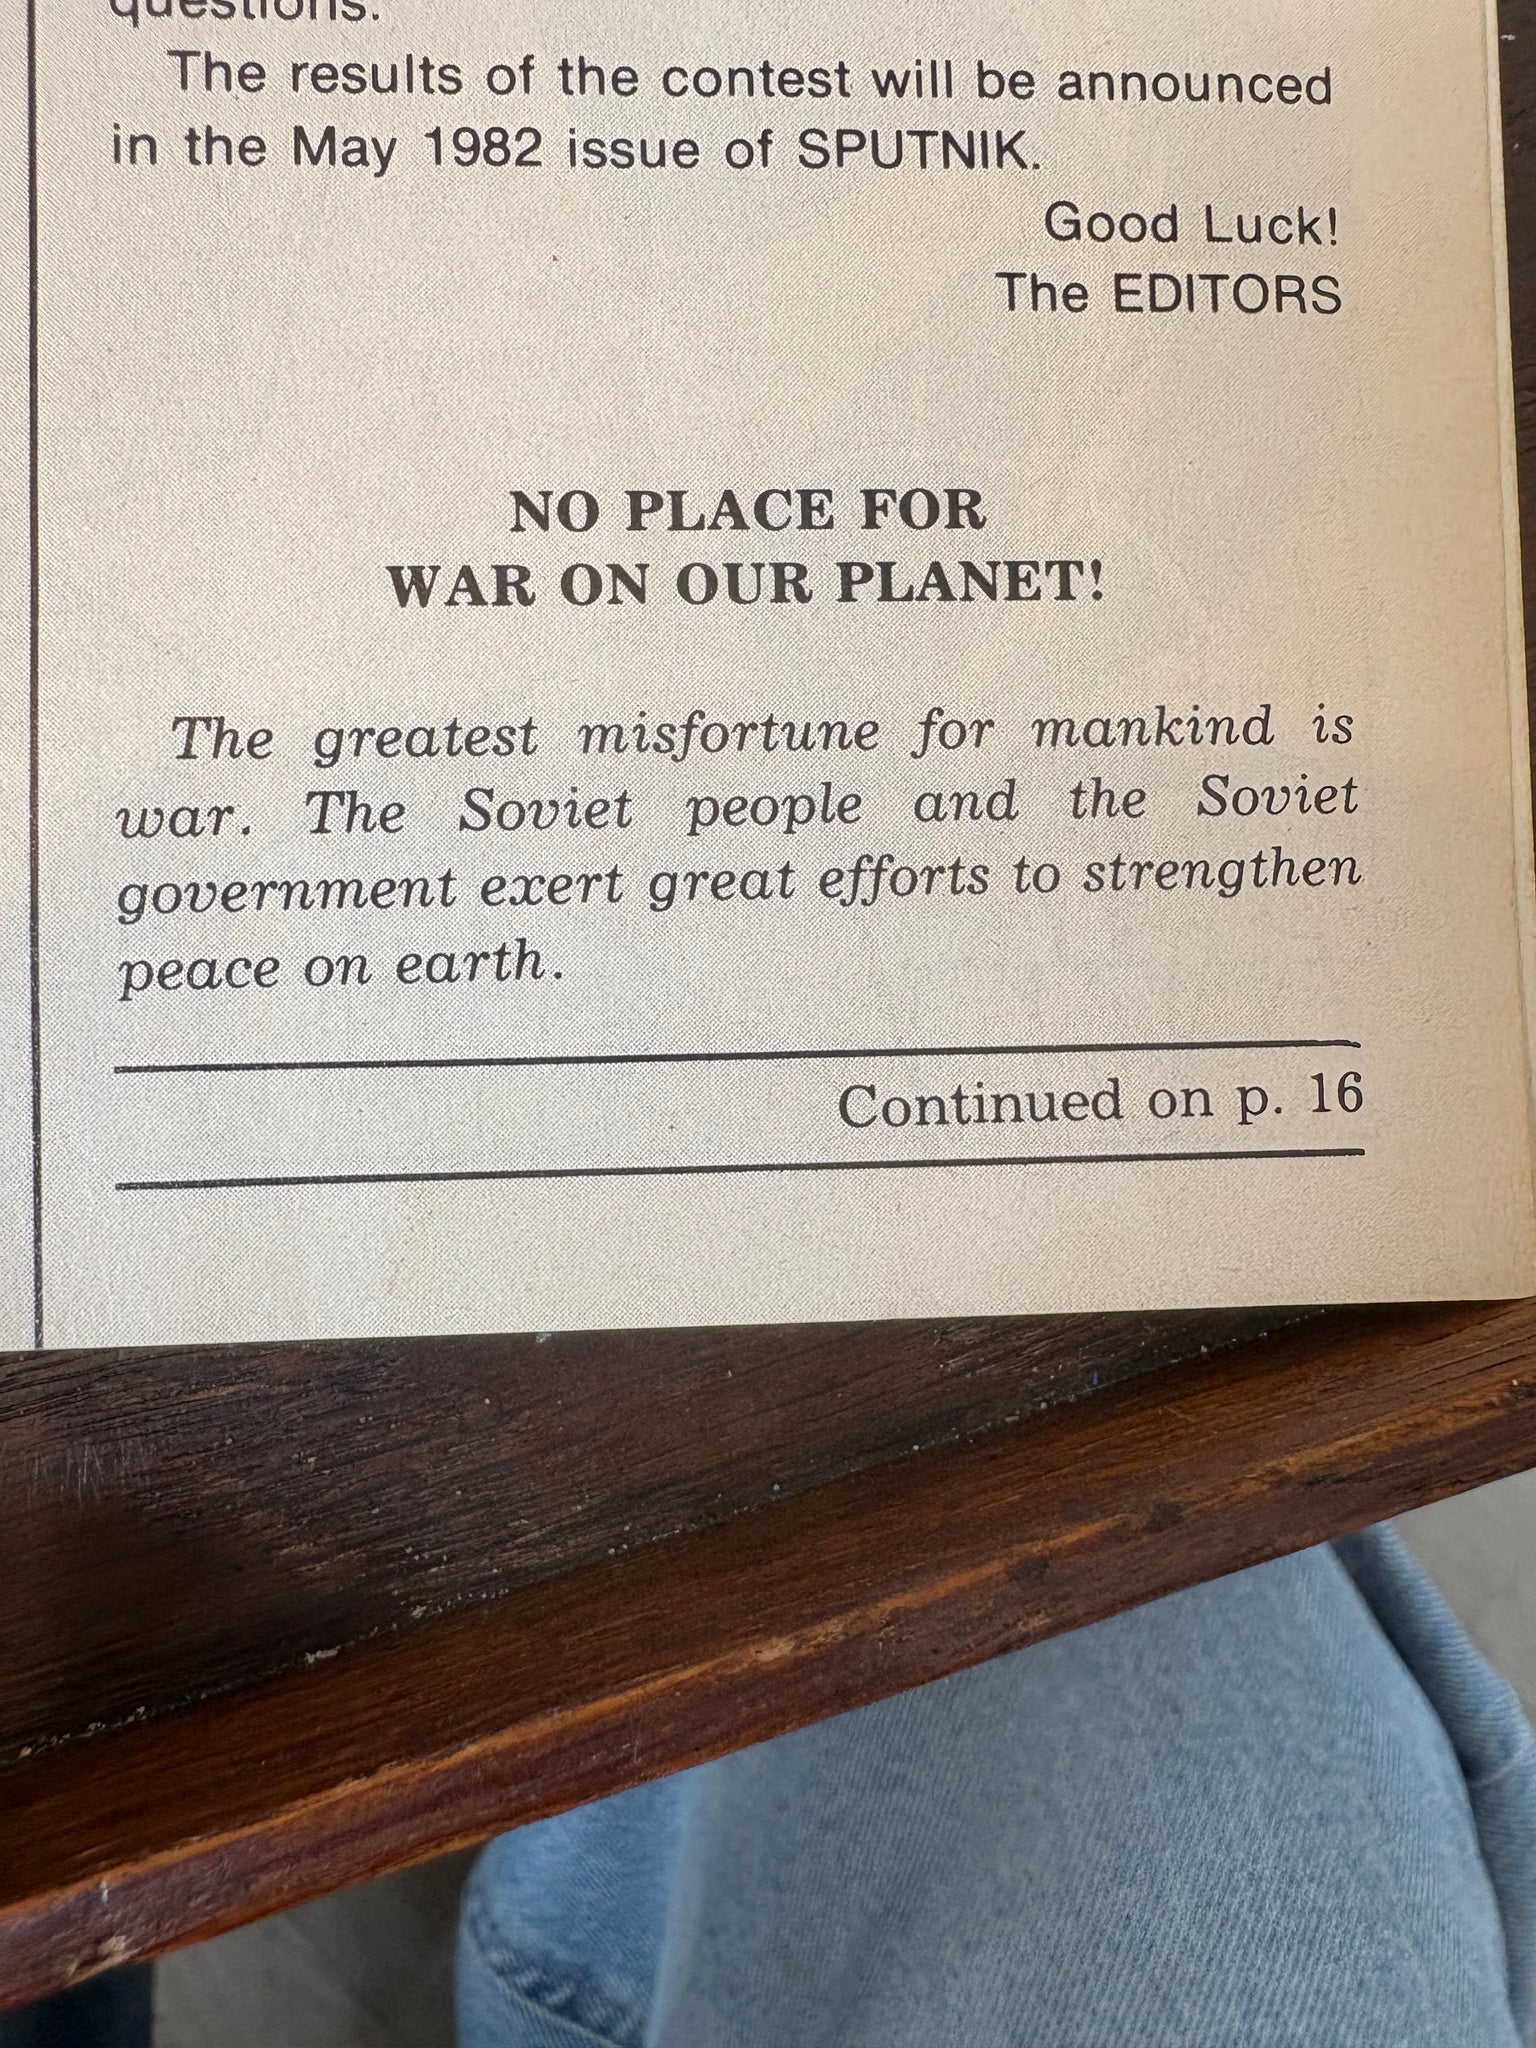 questions.
The results of the contest will be announced
in the May 1982 issue of SPUTNIK.
Good Luck!
The EDITORS
NO PLACE FOR
WAR ON OUR PLANET!
The greatest misfortune for mankind is
war. The Soviet people and the Soviet
government exert great efforts to strengthen
peace on earth.
Continued on p. 16